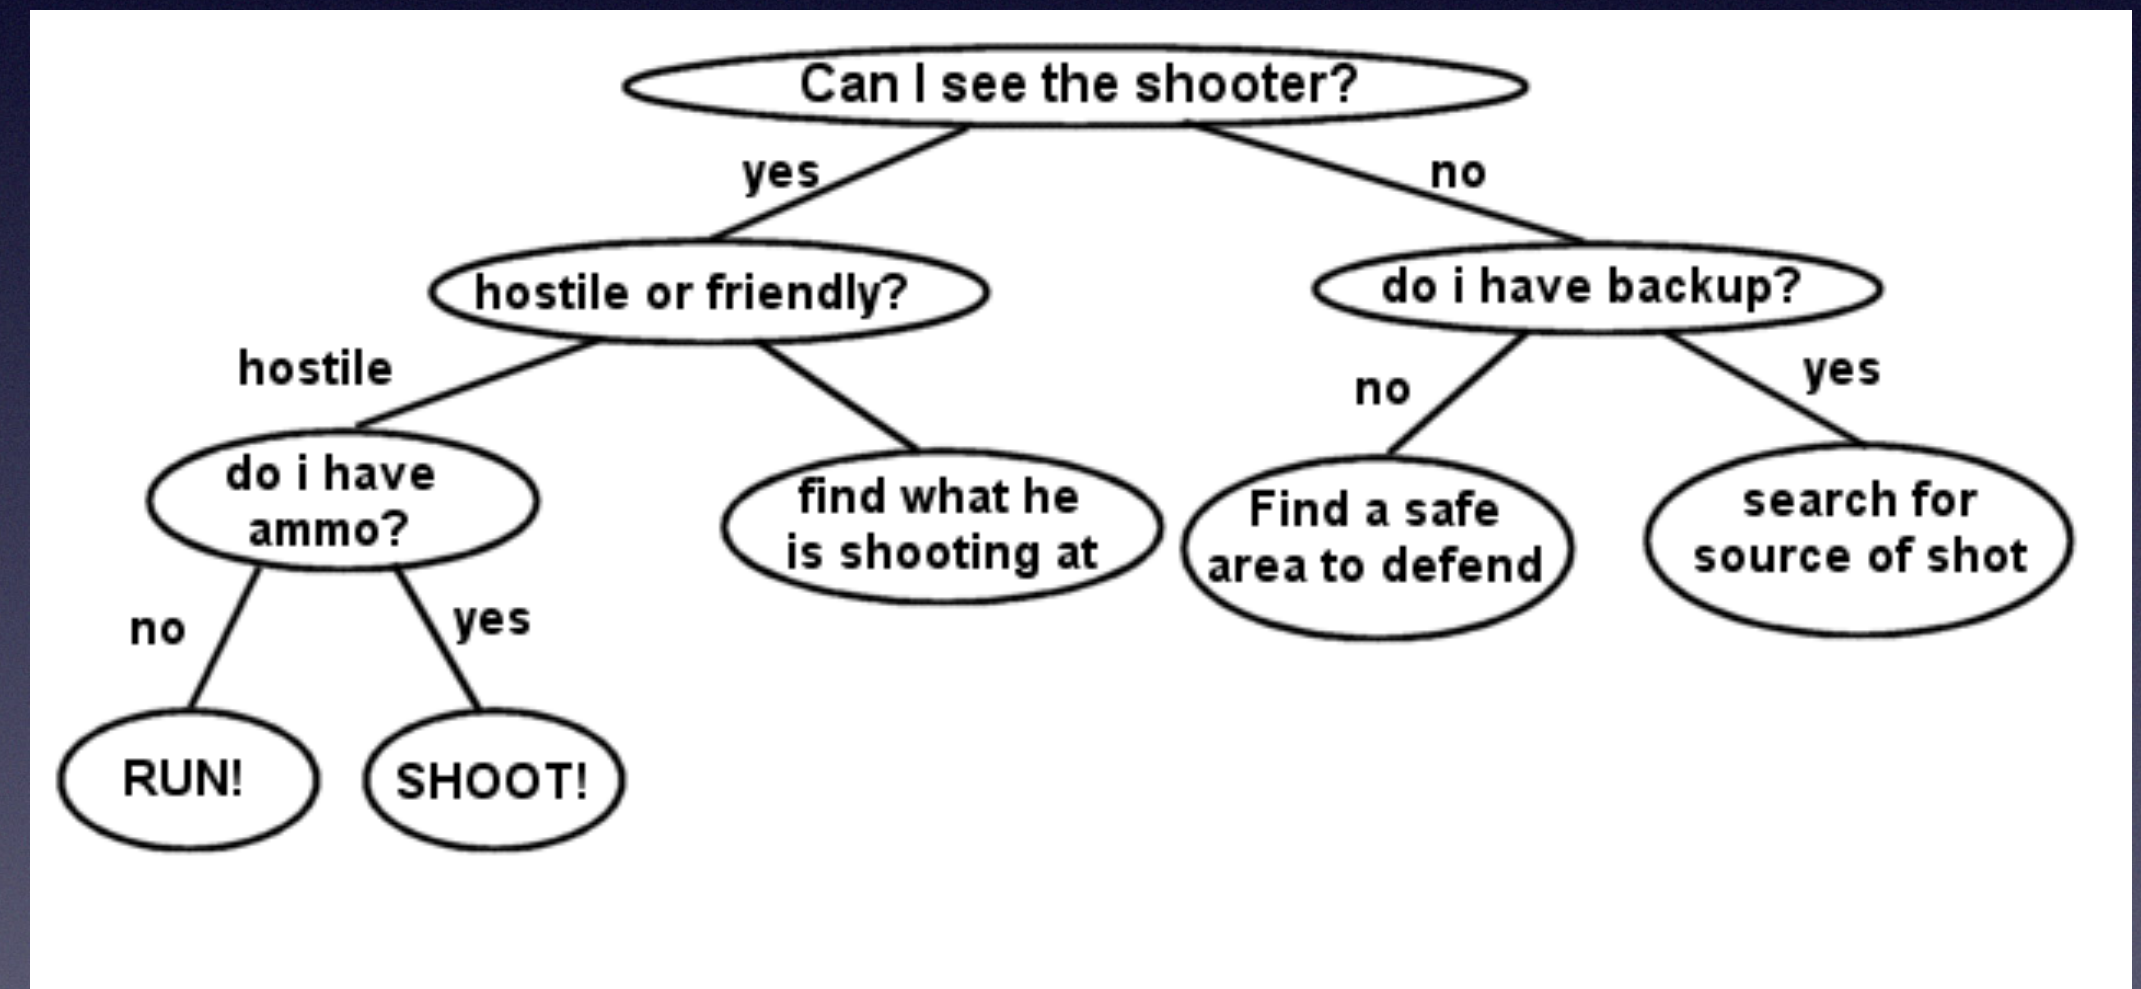 Can I see the shooter?
yes
no
hostile or friendly?
do i have backup?
hostile
no
yes
do i have
ammo?
find what he
is shooting at
Find a safe
area to defend
search for
source of shot
no
yes
RUN!
SHOOT!